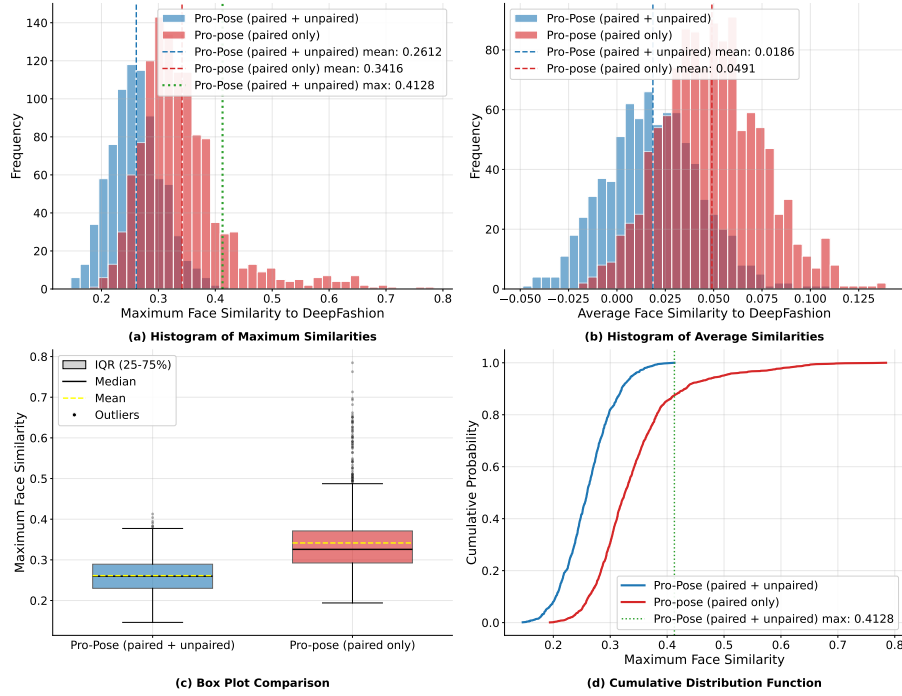 140
120
100
80
60
40
20
0
Frequency
Pro-Pose (paired + unpaired)
Pro-pose (paired only)
Pro-Pose (paired + unpaired) mean: 0.2612
Pro-pose (paired only) mean: 0.3416
Pro-Pose (paired + unpaired) max: 0.4128
0.2 0.3 0.4 0.5 0.6 0.7 0.8
Maximum Face Similarity to DeepFashion
(a) Histogram of Maximum Similarities
80
60
40
20
0
Frequency
Pro-Pose (paired + unpaired)
Pro-pose (paired only)
Pro-Pose (paired + unpaired) mean: 0.0186
Pro-pose (paired only) mean: 0.0491
−0.050 −0.025 0.000 0.025 0.050 0.075 0.100 0.125
Average Face Similarity to DeepFashion
(b) Histogram of Average Similarities
0.8
0.7
0.6
0.5
0.4
0.3
0.2
Maximum Face Similarity
IQR (25-75%)
Median
Mean
Outliers
Pro-Pose (paired + unpaired) Pro-pose (paired only)
(c) Box Plot Comparison
1.0
0.8
0.6
0.4
0.2
0.0
Cumulative Probability
Pro-Pose (paired + unpaired)
Pro-pose (paired only)
Pro-Pose (paired + unpaired) max: 0.4128
0.2 0.3 0.4 0.5 0.6 0.7 0.8
Maximum Face Similarity
(d) Cumulative Distribution Function